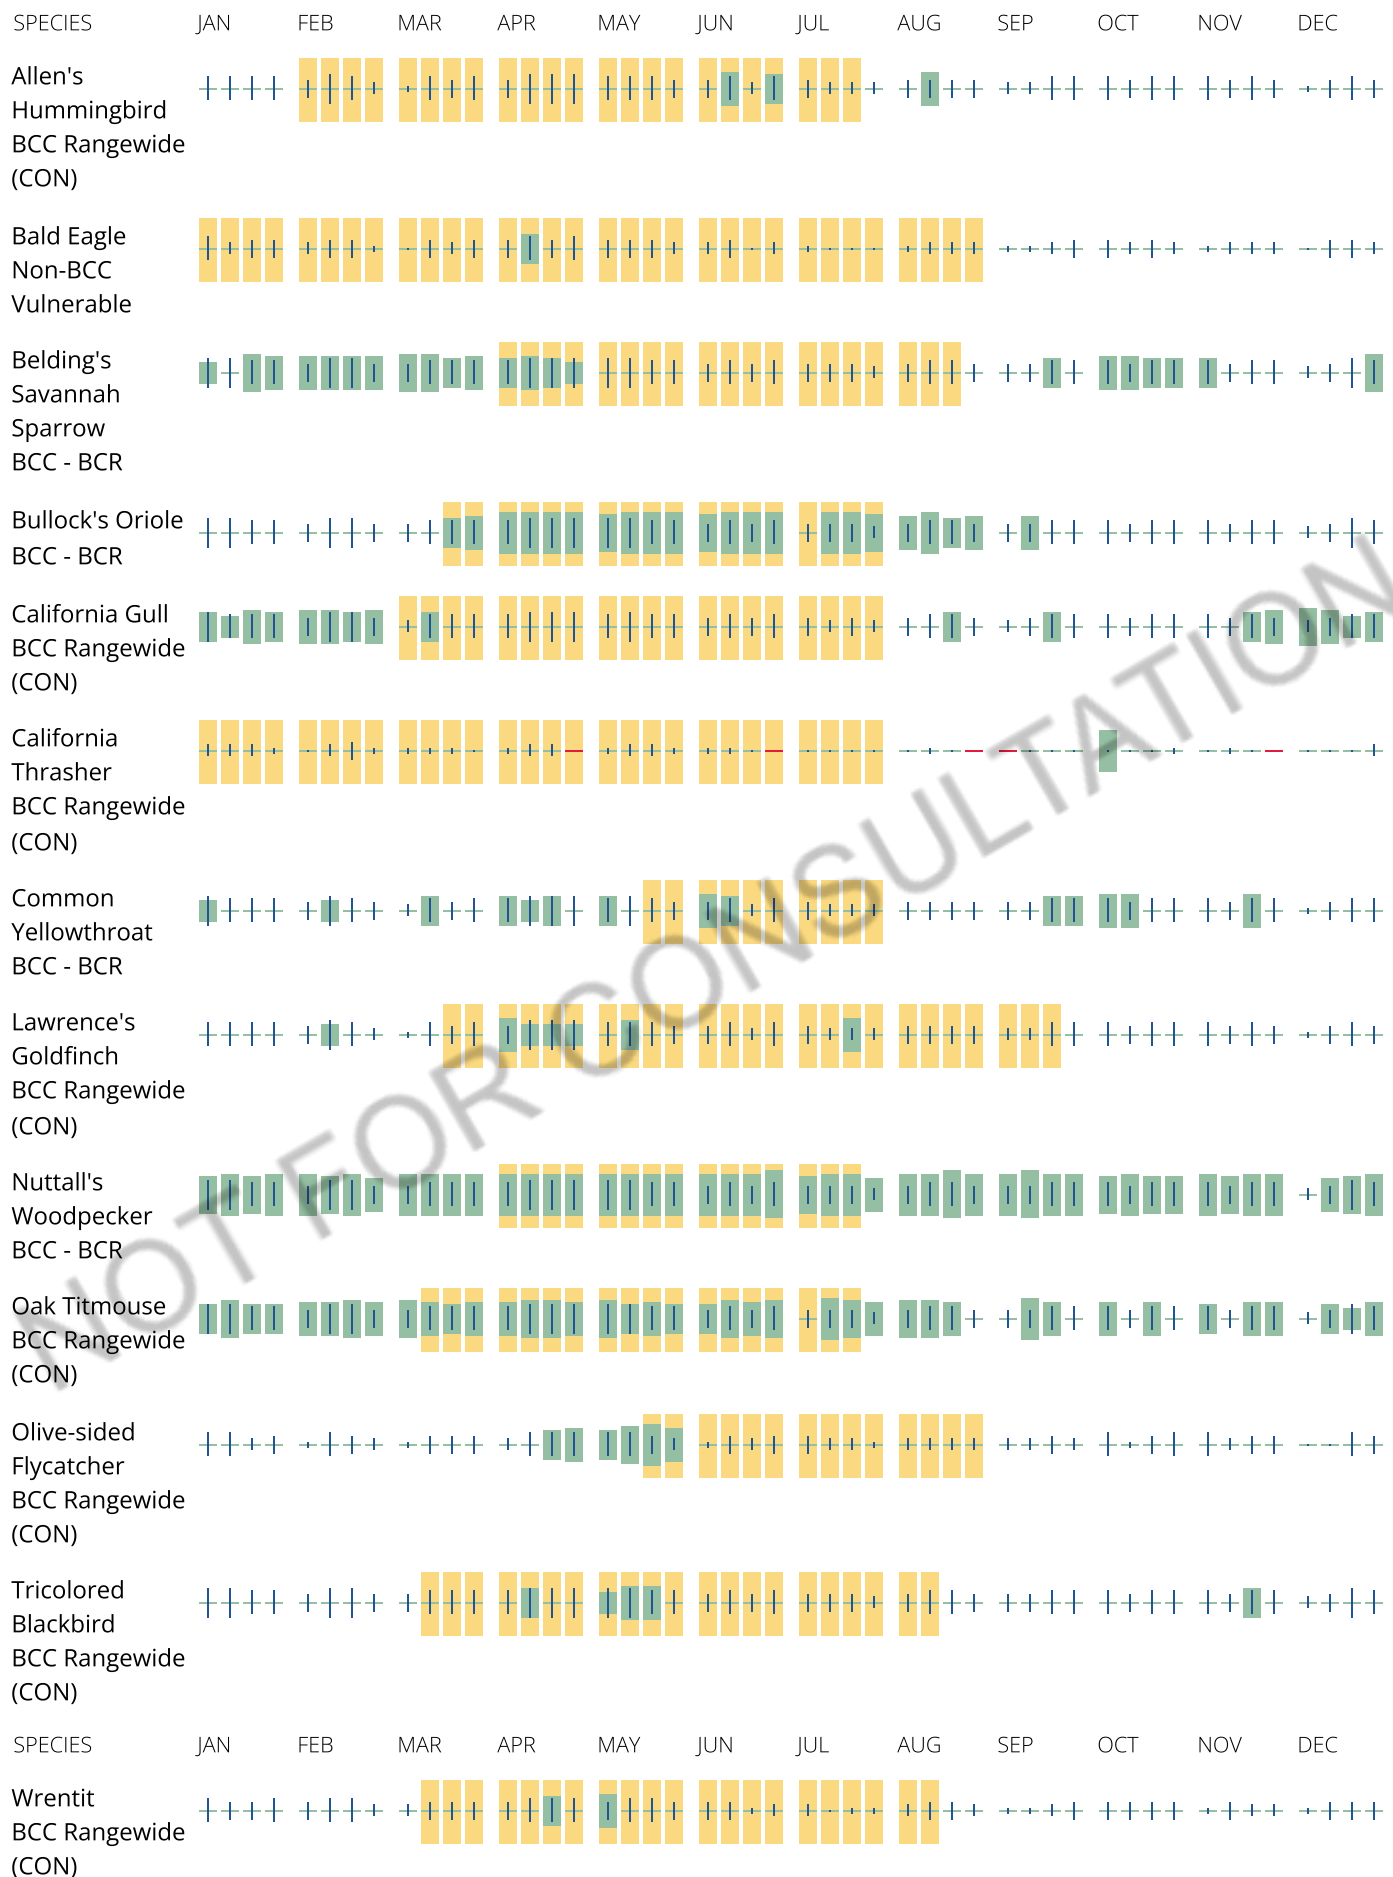 SPECIES JAN FEB MAR APR MAY JUN JUL AUG SEP OCT NOV DEC
Allen's
Hummingbird
BCC Rangewide
(CON)
Bald Eagle
Non-BCC
Vulnerable
Belding's
Savannah
Sparrow
BCC - BCR
Bullock's Oriole
BCC - BCR
California Gull
BCC Rangewide
(CON)
California
Thrasher
BCC Rangewide
(CON)
Common
Yellowthroat
BCC - BCR
Lawrence's
Goldfinch
BCC Rangewide
(CON)
Nuttall's
Woodpecker
BCC - BCR
Oak Titmouse
BCC Rangewide
(CON)
Olive-sided
Flycatcher
BCC Rangewide
(CON)
Tricolored
Blackbird
BCC Rangewide
(CON)
SPECIES JAN FEB MAR APR MAY JUN JUL AUG SEP OCT NOV DEC
Wrentit
BCC Rangewide
(CON)
NOT FOR CONSULTATION